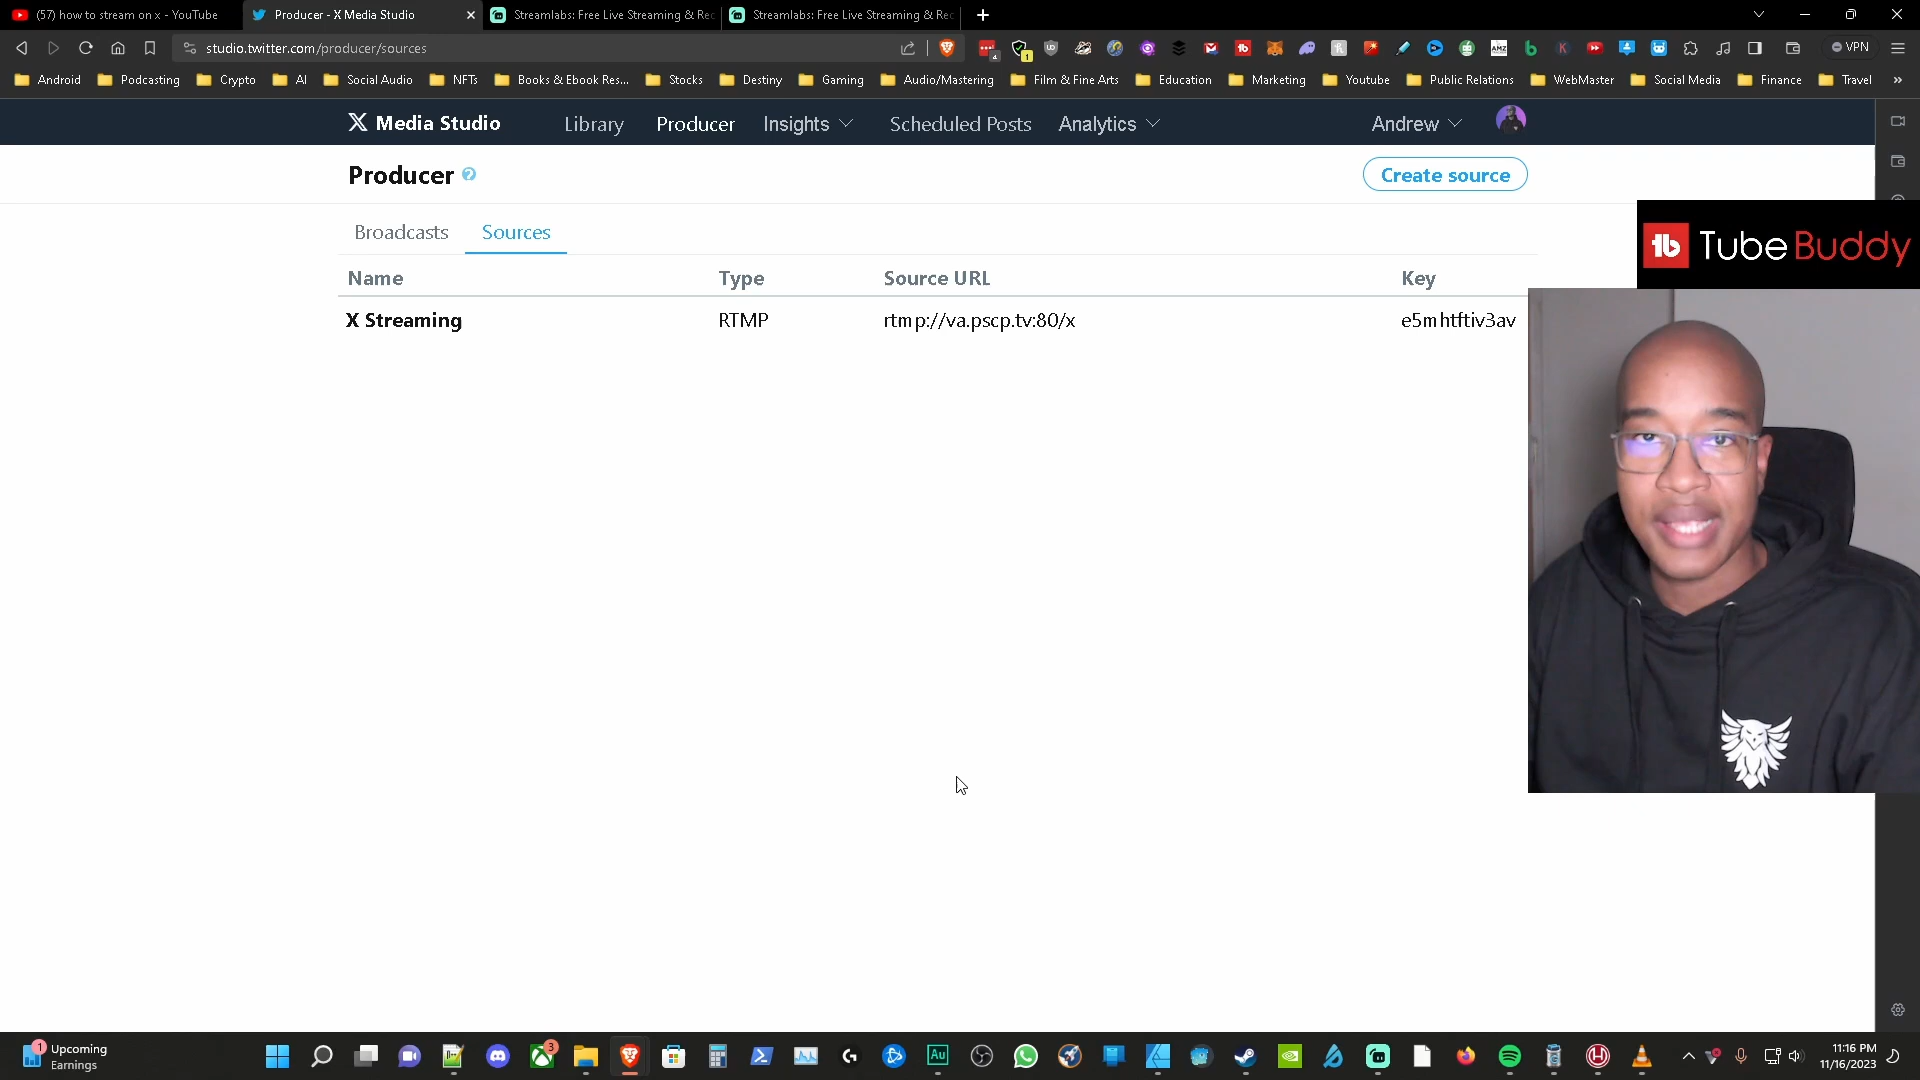 (57) how to stream on x - YouTube
Producer - X Media Studio
Streamlabs: Free Live Streaming & Rec
Streamlabs: Free Live Streaming & Rec
studio.twitter.com/producer/sources
VPN
Android
Podcasting
Crypto
AI
Social Audio
NFTs
Books & Ebook Res...
Stocks
Destiny
Gaming
Audio/Mastering
Film & Fine Arts
Education
Marketing
Youtube
Public Relations
WebMaster
Social Media
Finance
Travel
X Media Studio
Library
Producer
Insights
Scheduled Posts
Analytics
Andrew
Producer
Create source
Broadcasts
Sources
TubeBuddy
Name
Type
Source URL
Key
X Streaming
RTMP
rtmp://va.pscp.tv:80/x
e5mhtftiv3av
Upcoming
Earnings
11:16 PM
11/16/2023